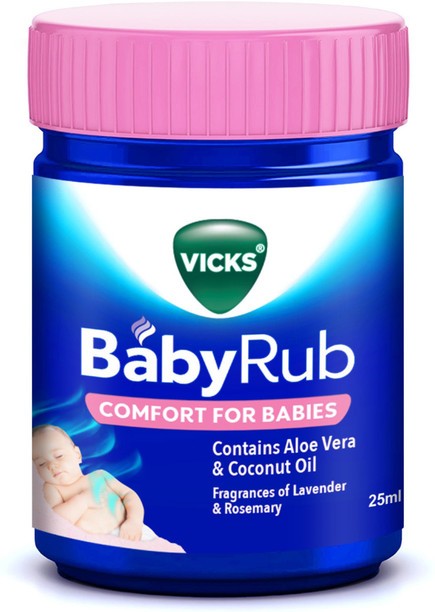 VICKS®
BabyRub
COMFORT FOR BABIES
Contains Aloe Vera
& Coconut Oil
Fragrances of Lavender
& Rosemary
25ml